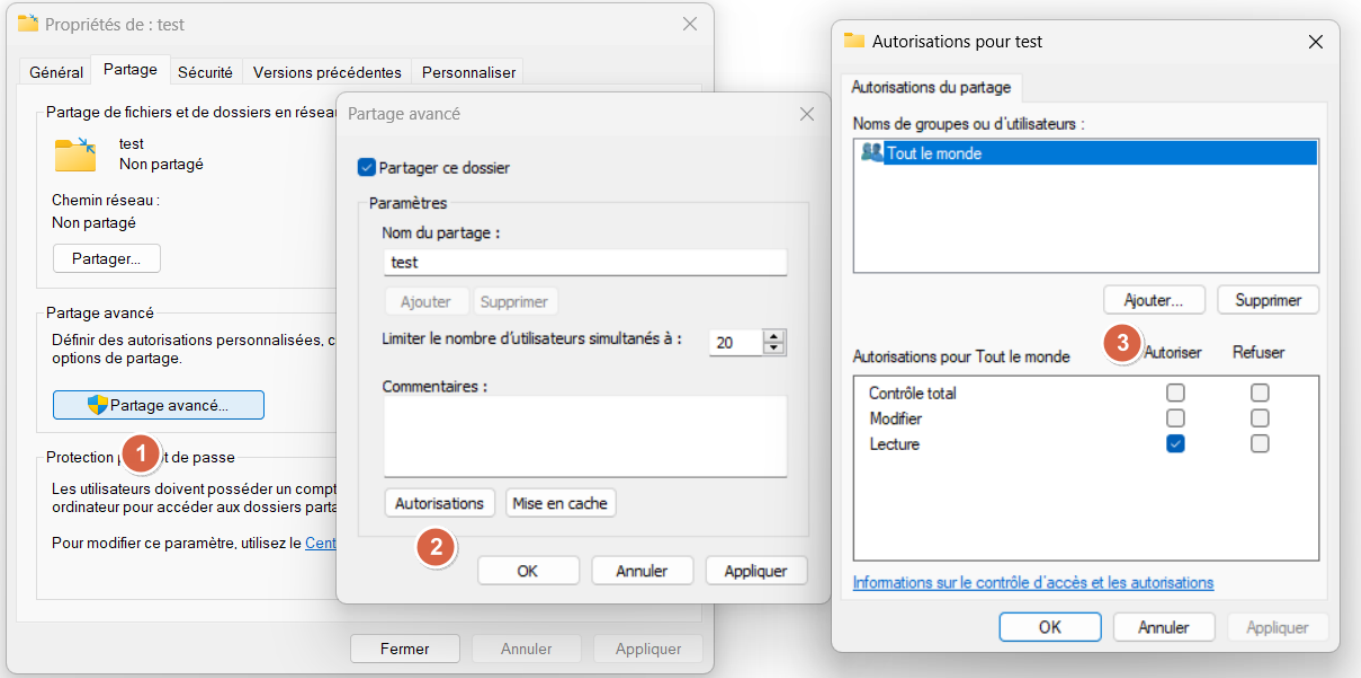 Propriétés de : test
Général
Partage
Sécurité
Versions précédentes
Personnaliser
Partage de fichiers et de dossiers en
test
Non partagé
Chemin réseau :
Non partagé
Partager...
Partage avancé
Définir des autorisations personnalisées,
options de partage.
Partage avancé...
1
Protection de passe
Les utilisateurs doivent posséder un
ordinateur pour accéder aux dossiers
Pour modifier ce paramètre, utilisez le
Fermer
Annuler
Appliquer
Partage avancé
Partager ce dossier
Paramètres
Nom du partage :
test
Ajouter
Supprimer
Limiter le nombre d'utilisateurs simultanés à :
20
Commentaires :
Autorisations
Mise en cache
2
OK
Annuler
Appliquer
Autorisations pour test
Autorisations du partage
Noms de groupes ou d'utilisateurs :
Tout le monde
Ajouter...
Supprimer
Autorisations pour Tout le monde
3
Autoriser
Refuser
Contrôle total
Modifier
Lecture
Informations sur le contrôle d'accès et les autorisations
OK
Annuler
Appliquer